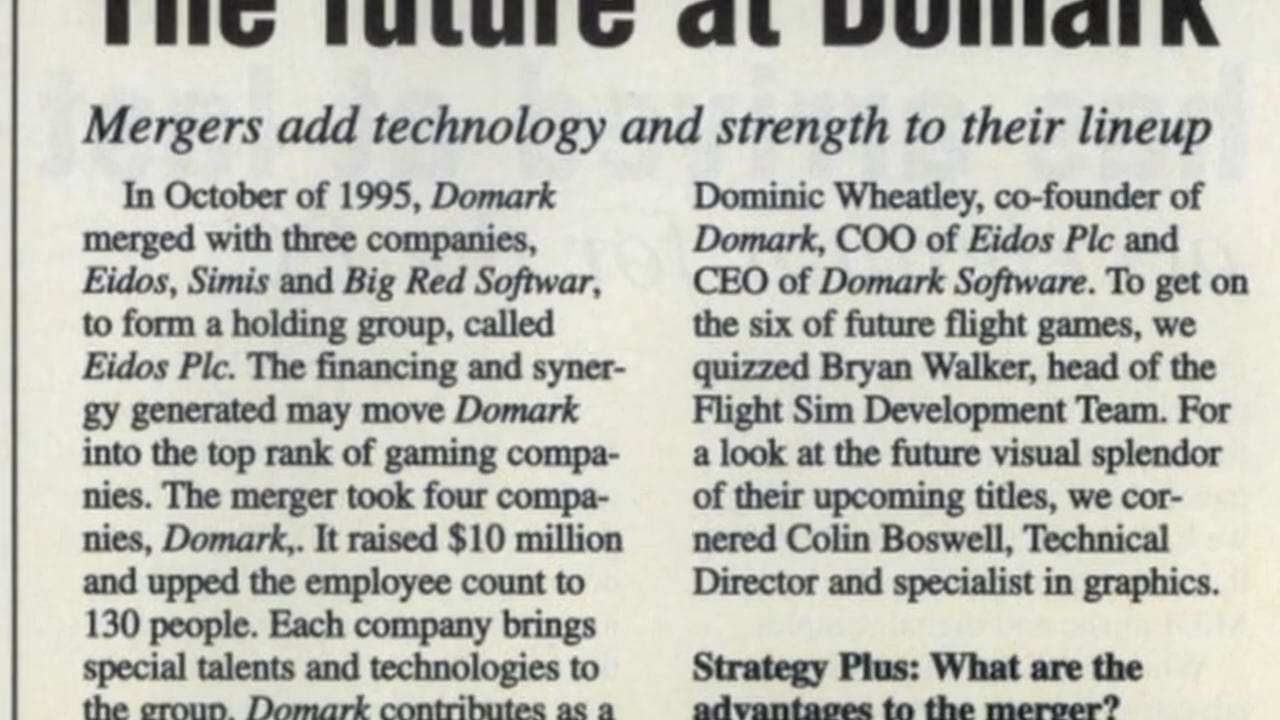 The future at Domark
Mergers add technology and strength to their lineup
In October of 1995, Domark
merged with three companies,
Eidos, Simis and Big Red Softwar,
to form a holding group, called
Eidos Plc. The financing and syner-
gy generated may move Domark
into the top rank of gaming compa-
nies. The merger took four compa-
nies, Domark,. It raised $10 million
and upped the employee count to
130 people. Each company brings
special talents and technologies to
the group. Domark contributes as a
Dominic Wheatley, co-founder of
Domark, COO of Eidos Plc and
CEO of Domark Software. To get on
the six of future flight games, we
quizzed Bryan Walker, head of the
Flight Sim Development Team. For
a look at the future visual splendor
of their upcoming titles, we cor-
nered Colin Boswell, Technical
Director and specialist in graphics.
Strategy Plus: What are the
advantages to the merger?